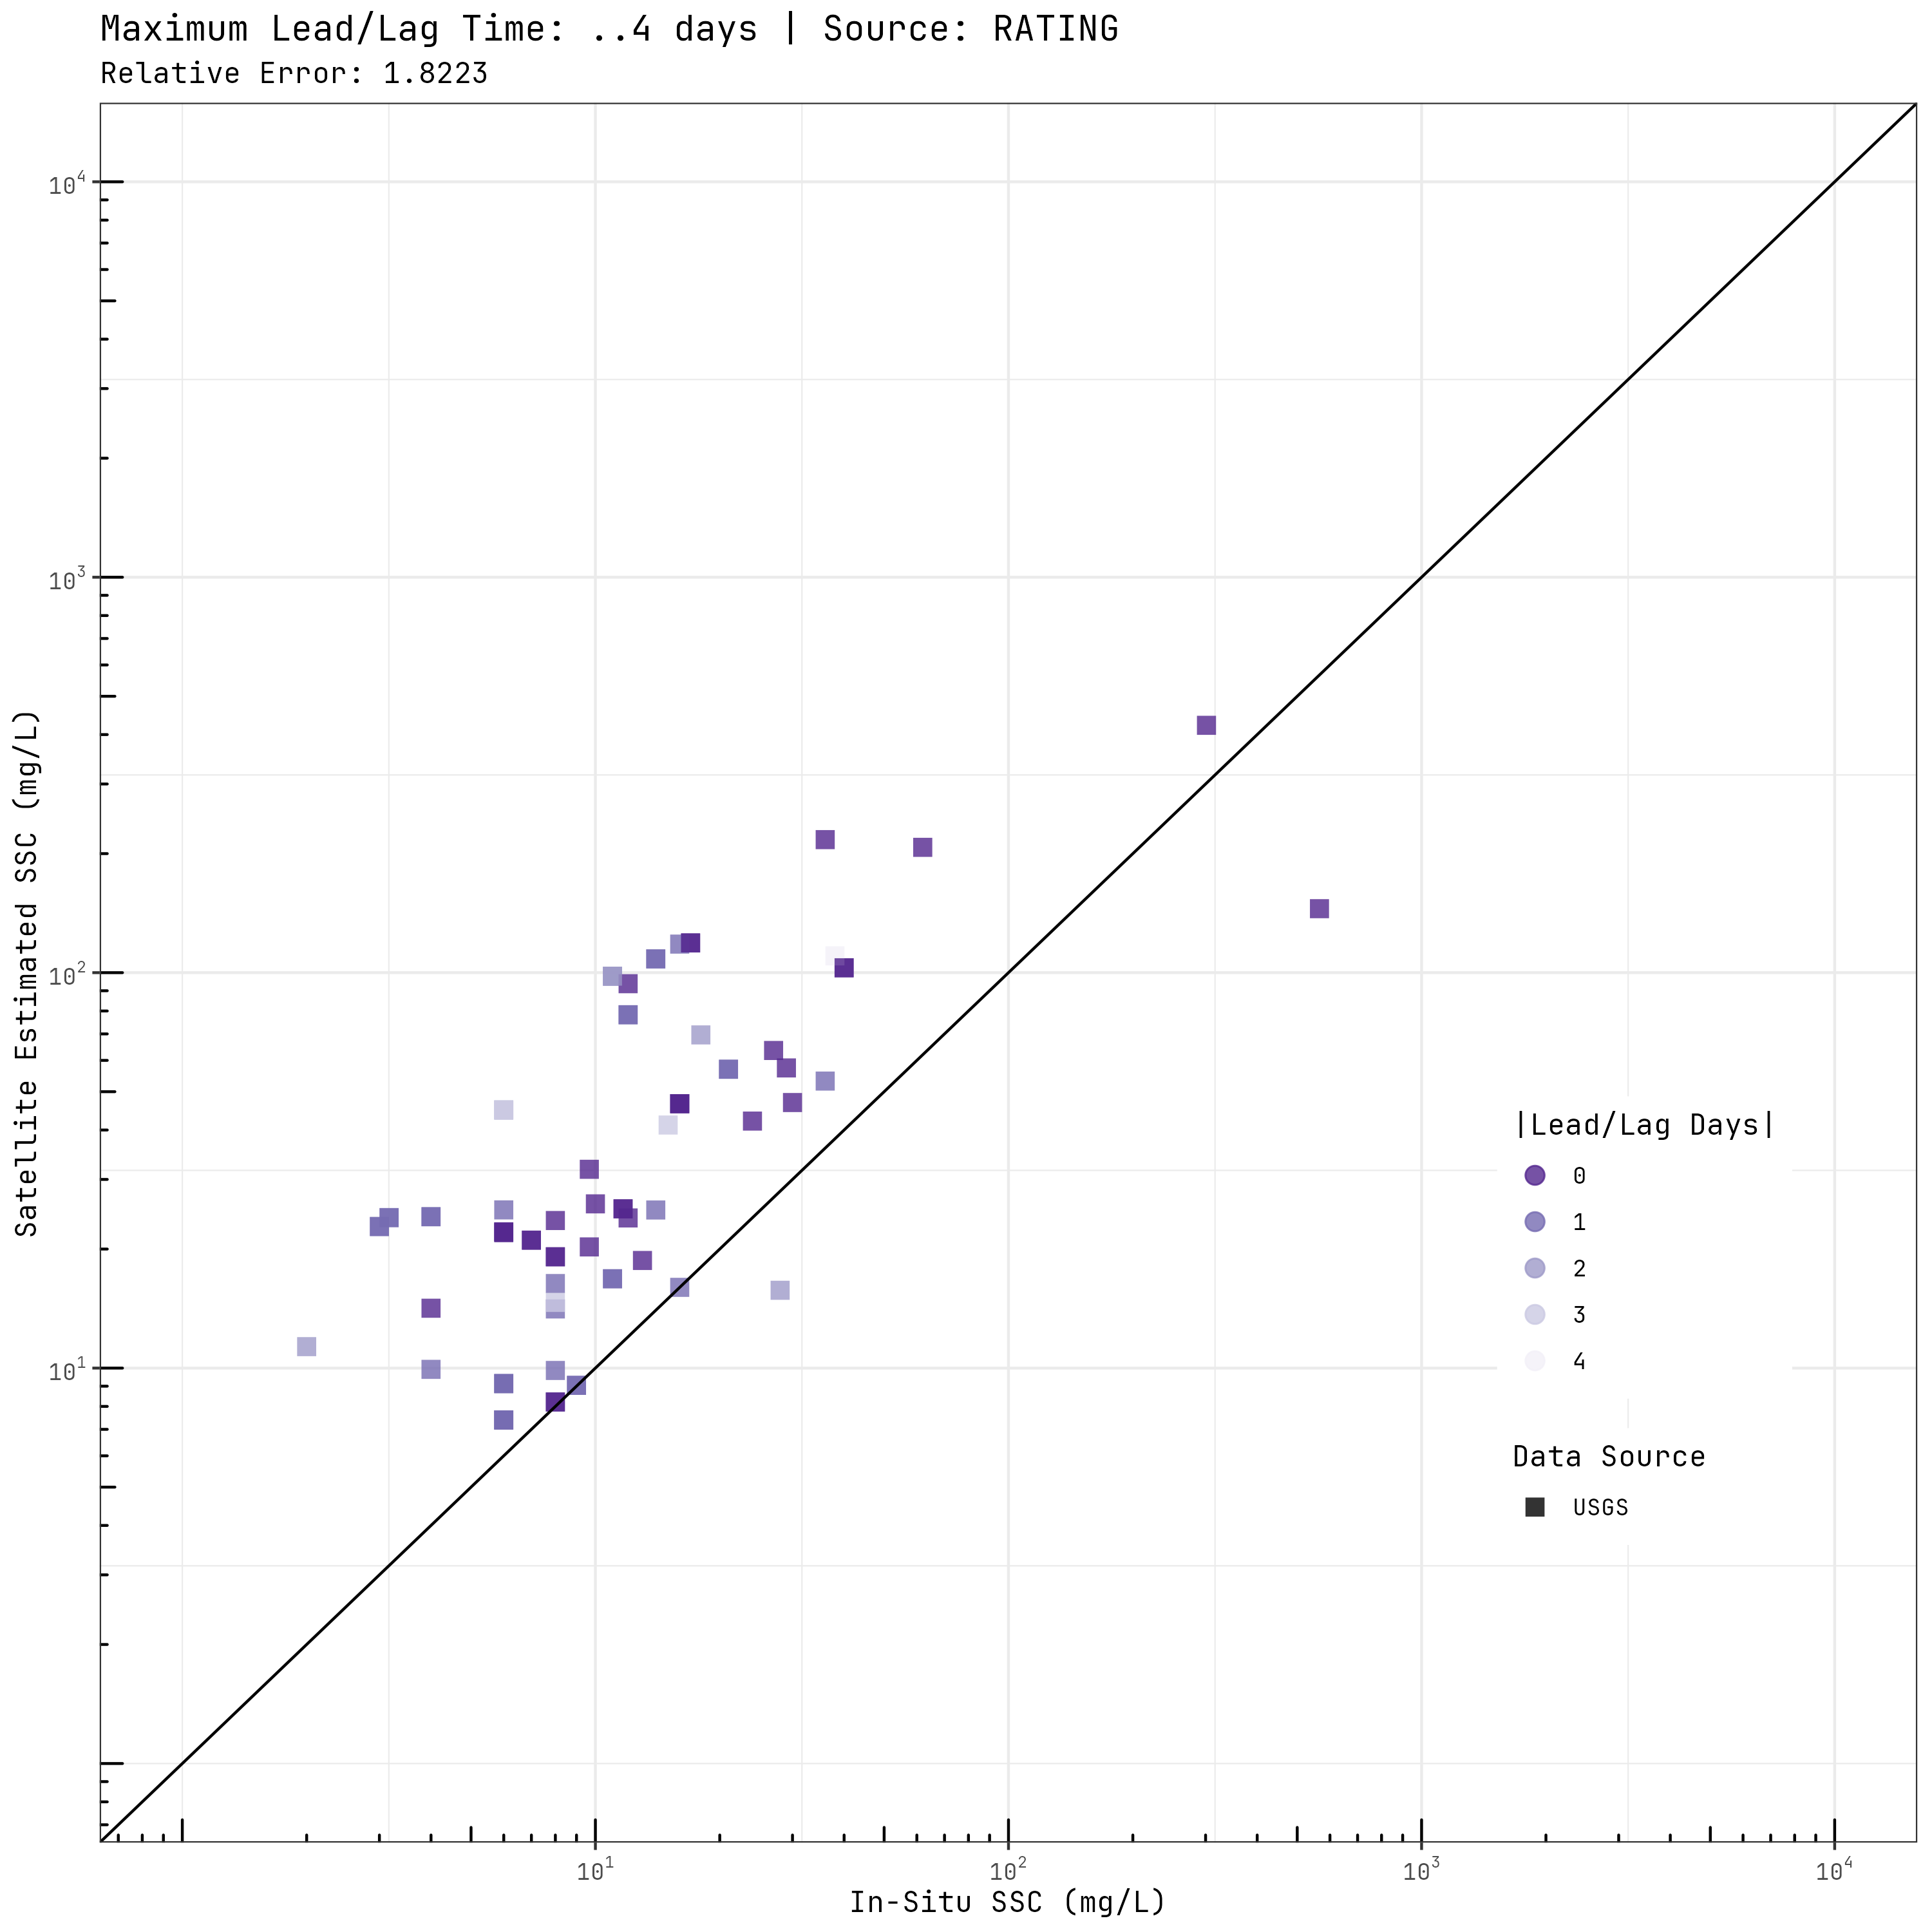 Maximum Lead/Lag Time: ..4 days | Source: RATING
Relative Error: 1.8223
10⁴
10³
10²
10¹
Satellite Estimated SSC (mg/L)
|Lead/Lag Days|
0
1
2
3
4
Data Source
USGS
10¹ 10² 10³ 10⁴
In-Situ SSC (mg/L)